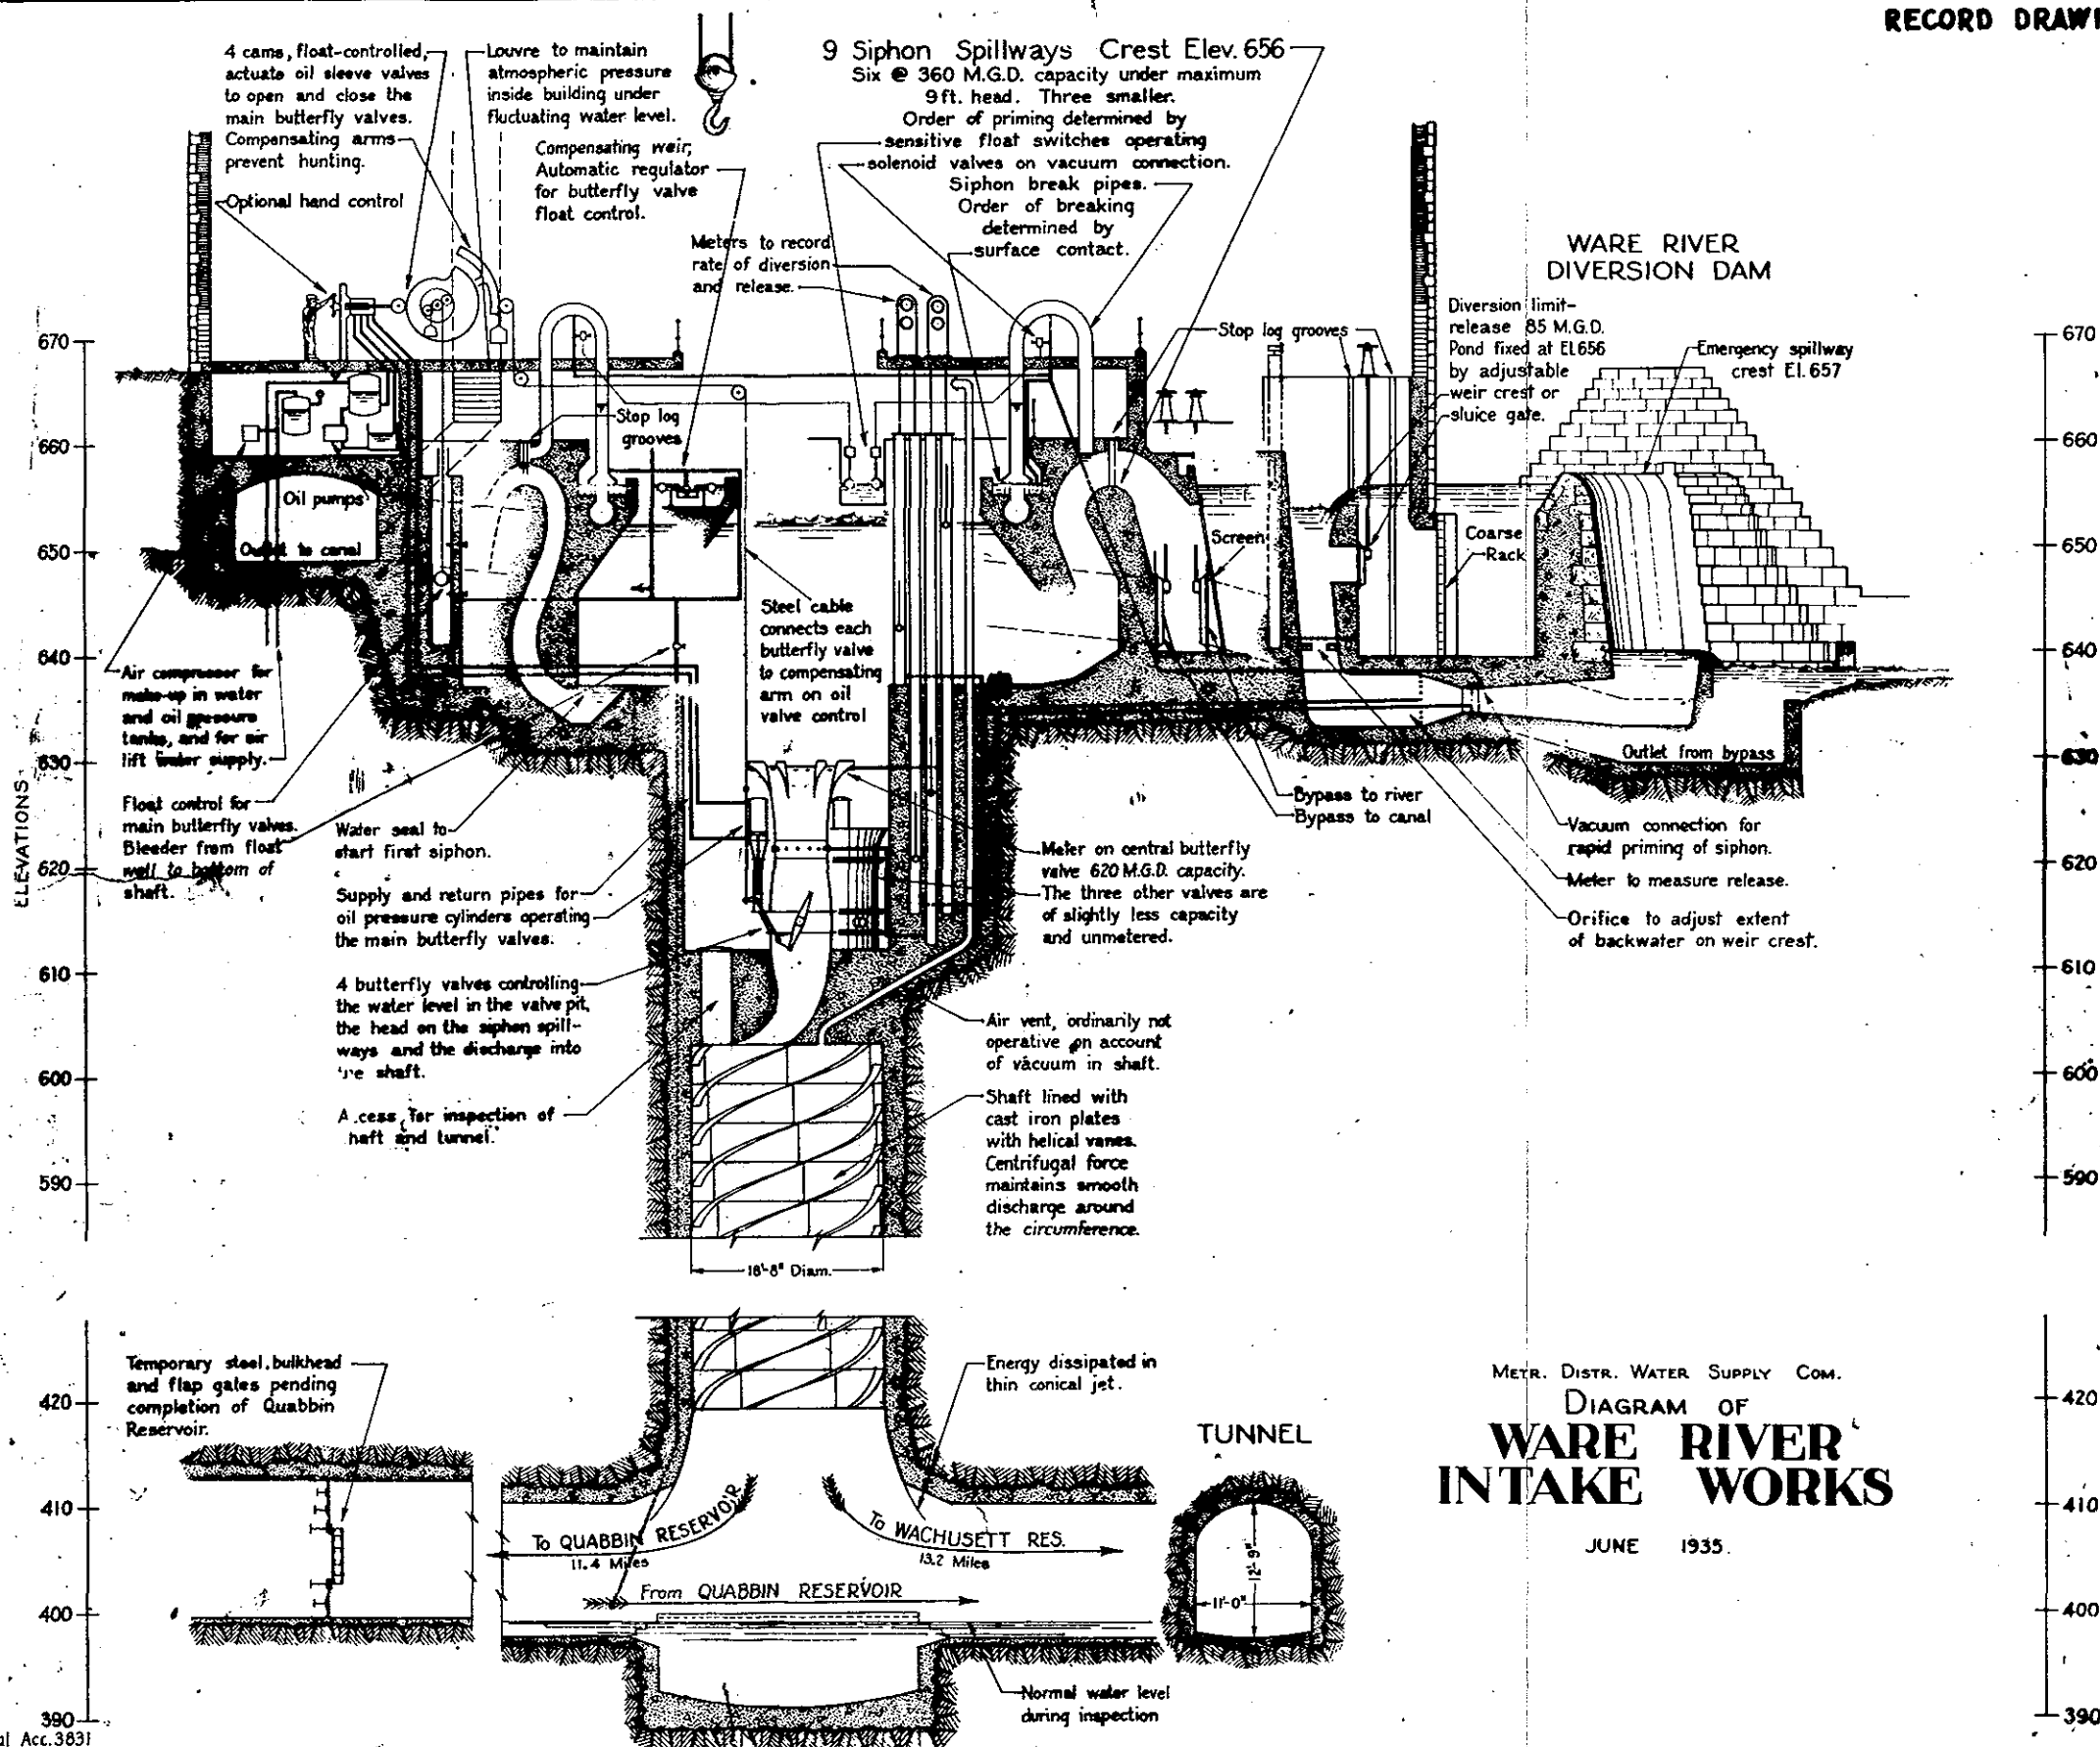 RECORD
4 cams, float-controlled,
actuate oil sleeve valves
to open and close the
main butterfly valves.
Compensating arms
prevent hunting.
Optional hand control
Louvre to maintain
atmospheric pressure
inside building under
fluctuating water level.
Compensating weir,
Automatic regulator
for butterfly valve
float control.
9 Siphon Spillways Crest Elev. 656
Six @ 360 M.G.D. capacity under maximum
9ft. head. Three smaller.
Order of priming determined by
sensitive float switches operating
solenoid valves on vacuum connection.
Siphon break pipes.
Order of breaking
determined by
surface contact.
Meters to record
rate of diversion
and release.
WARE RIVER
DIVERSION DAM
Diversion limit-
release 85 M.G.D.
Pond fixed at El.656
by adjustable
weir crest or
sluice gate.
Stop log grooves
Emergency spillway
crest El. 657
Stop log
grooves
Oil pumps
Outlet to canal
Screen
Coarse
Rack
Steel cable
connects each
butterfly valve
to compensating
arm on oil
valve control
Air compressor for
make-up in water
and oil pressure
tanks, and for air
lift water supply.
Float control for
main butterfly valves.
Bleeder from float
well to bottom of
shaft.
Water seal to
start first siphon.
Supply and return pipes for
oil pressure cylinders operating
the main butterfly valves.
4 butterfly valves controlling
the water level in the valve pit,
the head on the siphon spill-
ways and the discharge into
shaft.
for inspection of
and tunnel.
Outlet from bypass
Bypass to river
Bypass to canal
Vacuum connection for
rapid priming of siphon.
Meter to measure release.
Orifice to adjust extent
of backwater on weir crest.
Meter on central butterfly
valve 620 M.G.D. capacity.
The three other valves are
of slightly less capacity
and unmetered.
Air vent, ordinarily not
operative on account
of vacuum in shaft.
Shaft lined with
cast iron plates
with helical vanes.
Centrifugal force
maintains smooth
discharge around
the circumference.
18'-8" Diam.
ELEVATIONS
670
660
650
640
630
620
610
600
590
420
410
400
390
670
660
650
640
630
620
610
600
590
420
410
400
390
Temporary steel bulkhead
and flap gates pending
completion of Quabbin
Reservoir.
Energy dissipated in
thin conical jet.
To QUABBIN RESERVOIR
11.4 Miles
To WACHUSETT RES.
13.2 Miles
From QUABBIN RESERVOIR
Normal water level
during inspection
TUNNEL
12'-9"
11'-0"
METR. DISTR. WATER SUPPLY COM.
DIAGRAM OF
WARE RIVER
INTAKE WORKS
JUNE 1935.
Acc. 3831